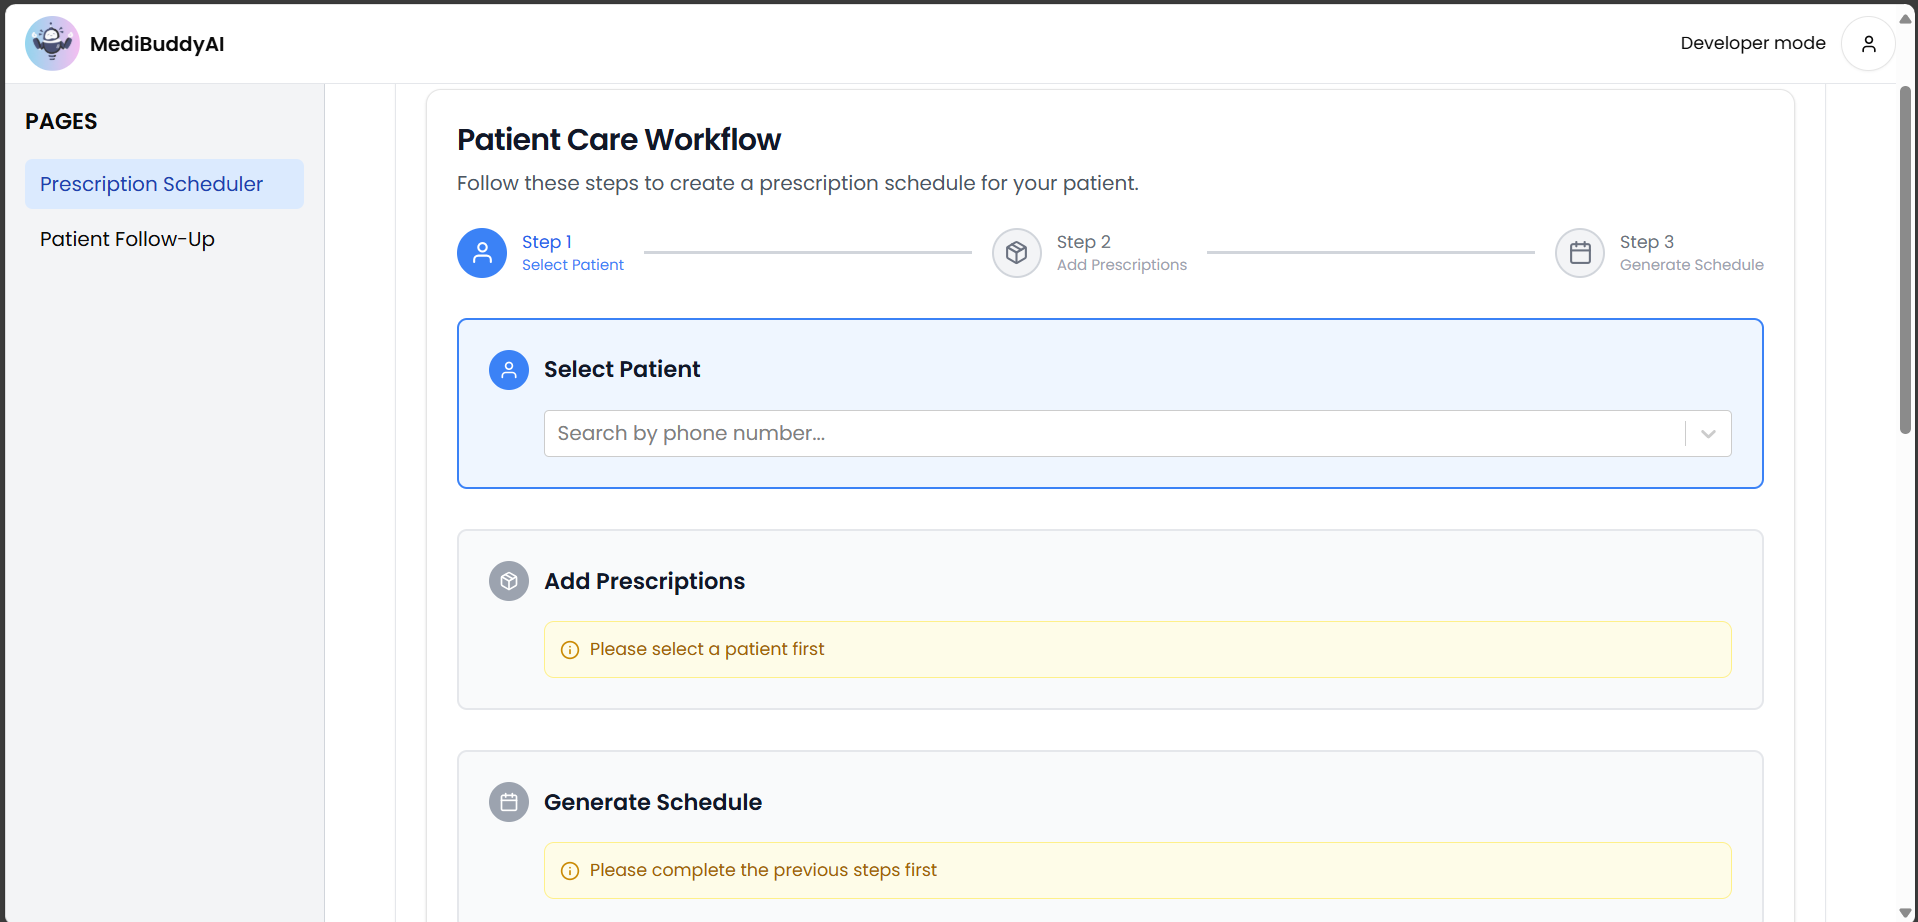 MediBuddyAI
Developer mode
PAGES
Prescription Scheduler
Patient Follow-Up
Patient Care Workflow
Follow these steps to create a prescription schedule for your patient.
Step 1
Select Patient
Step 2
Add Prescriptions
Step 3
Generate Schedule
Select Patient
Search by phone number...
Add Prescriptions
Please select a patient first
Generate Schedule
Please complete the previous steps first